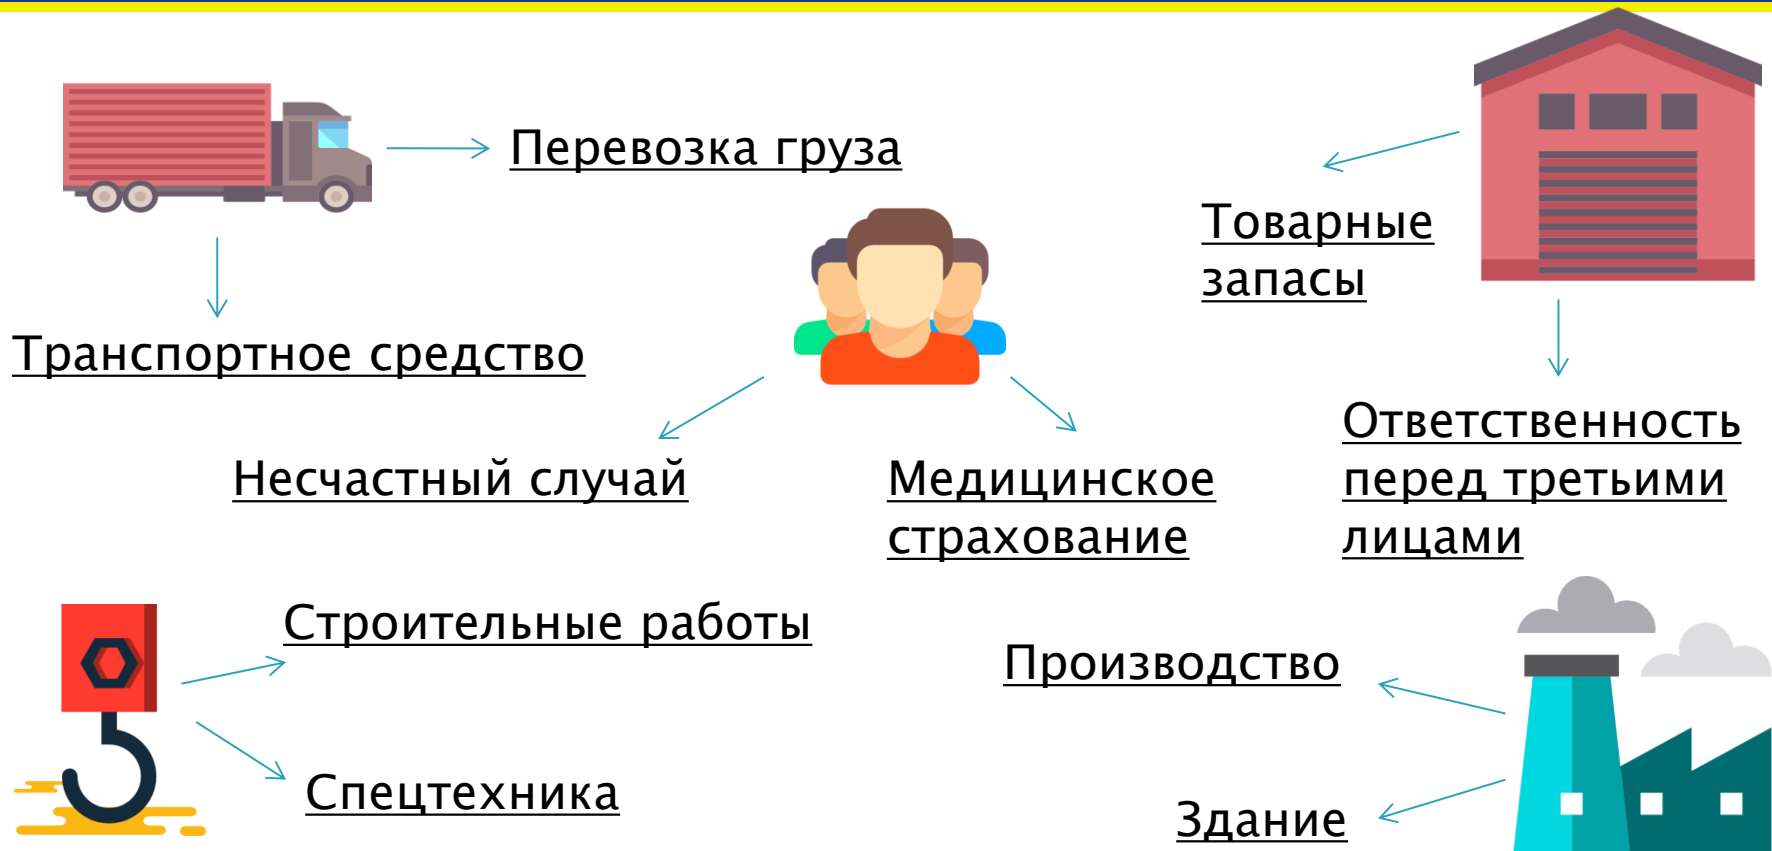 Перевозка груза
Товарные
запасы
Транспортное средство
Несчастный случай
Медицинское
страхование
Ответственность
перед третьими
лицами
Строительные работы
Производство
Спецтехника
Здание